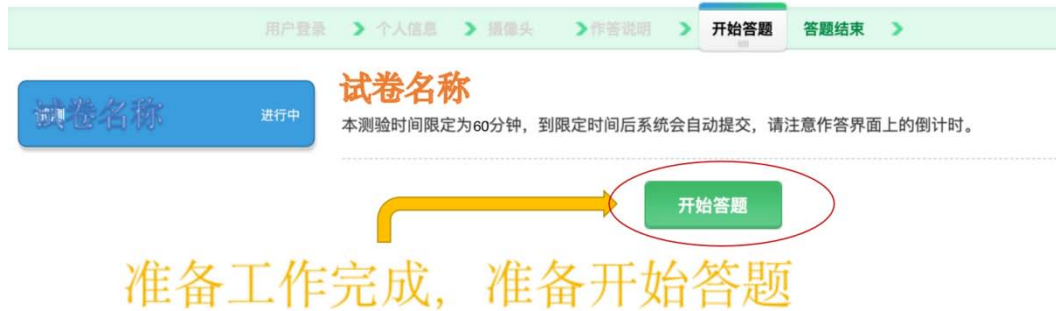 用户登录 个人信息 摄像头 作答说明 开始答题 答题结束
试卷名称 进行中
试卷名称
本测验时间限定为60分钟，到限定时间后系统会自动提交，请注意作答界面上的倒计时。
开始答题
准备工作完成，准备开始答题